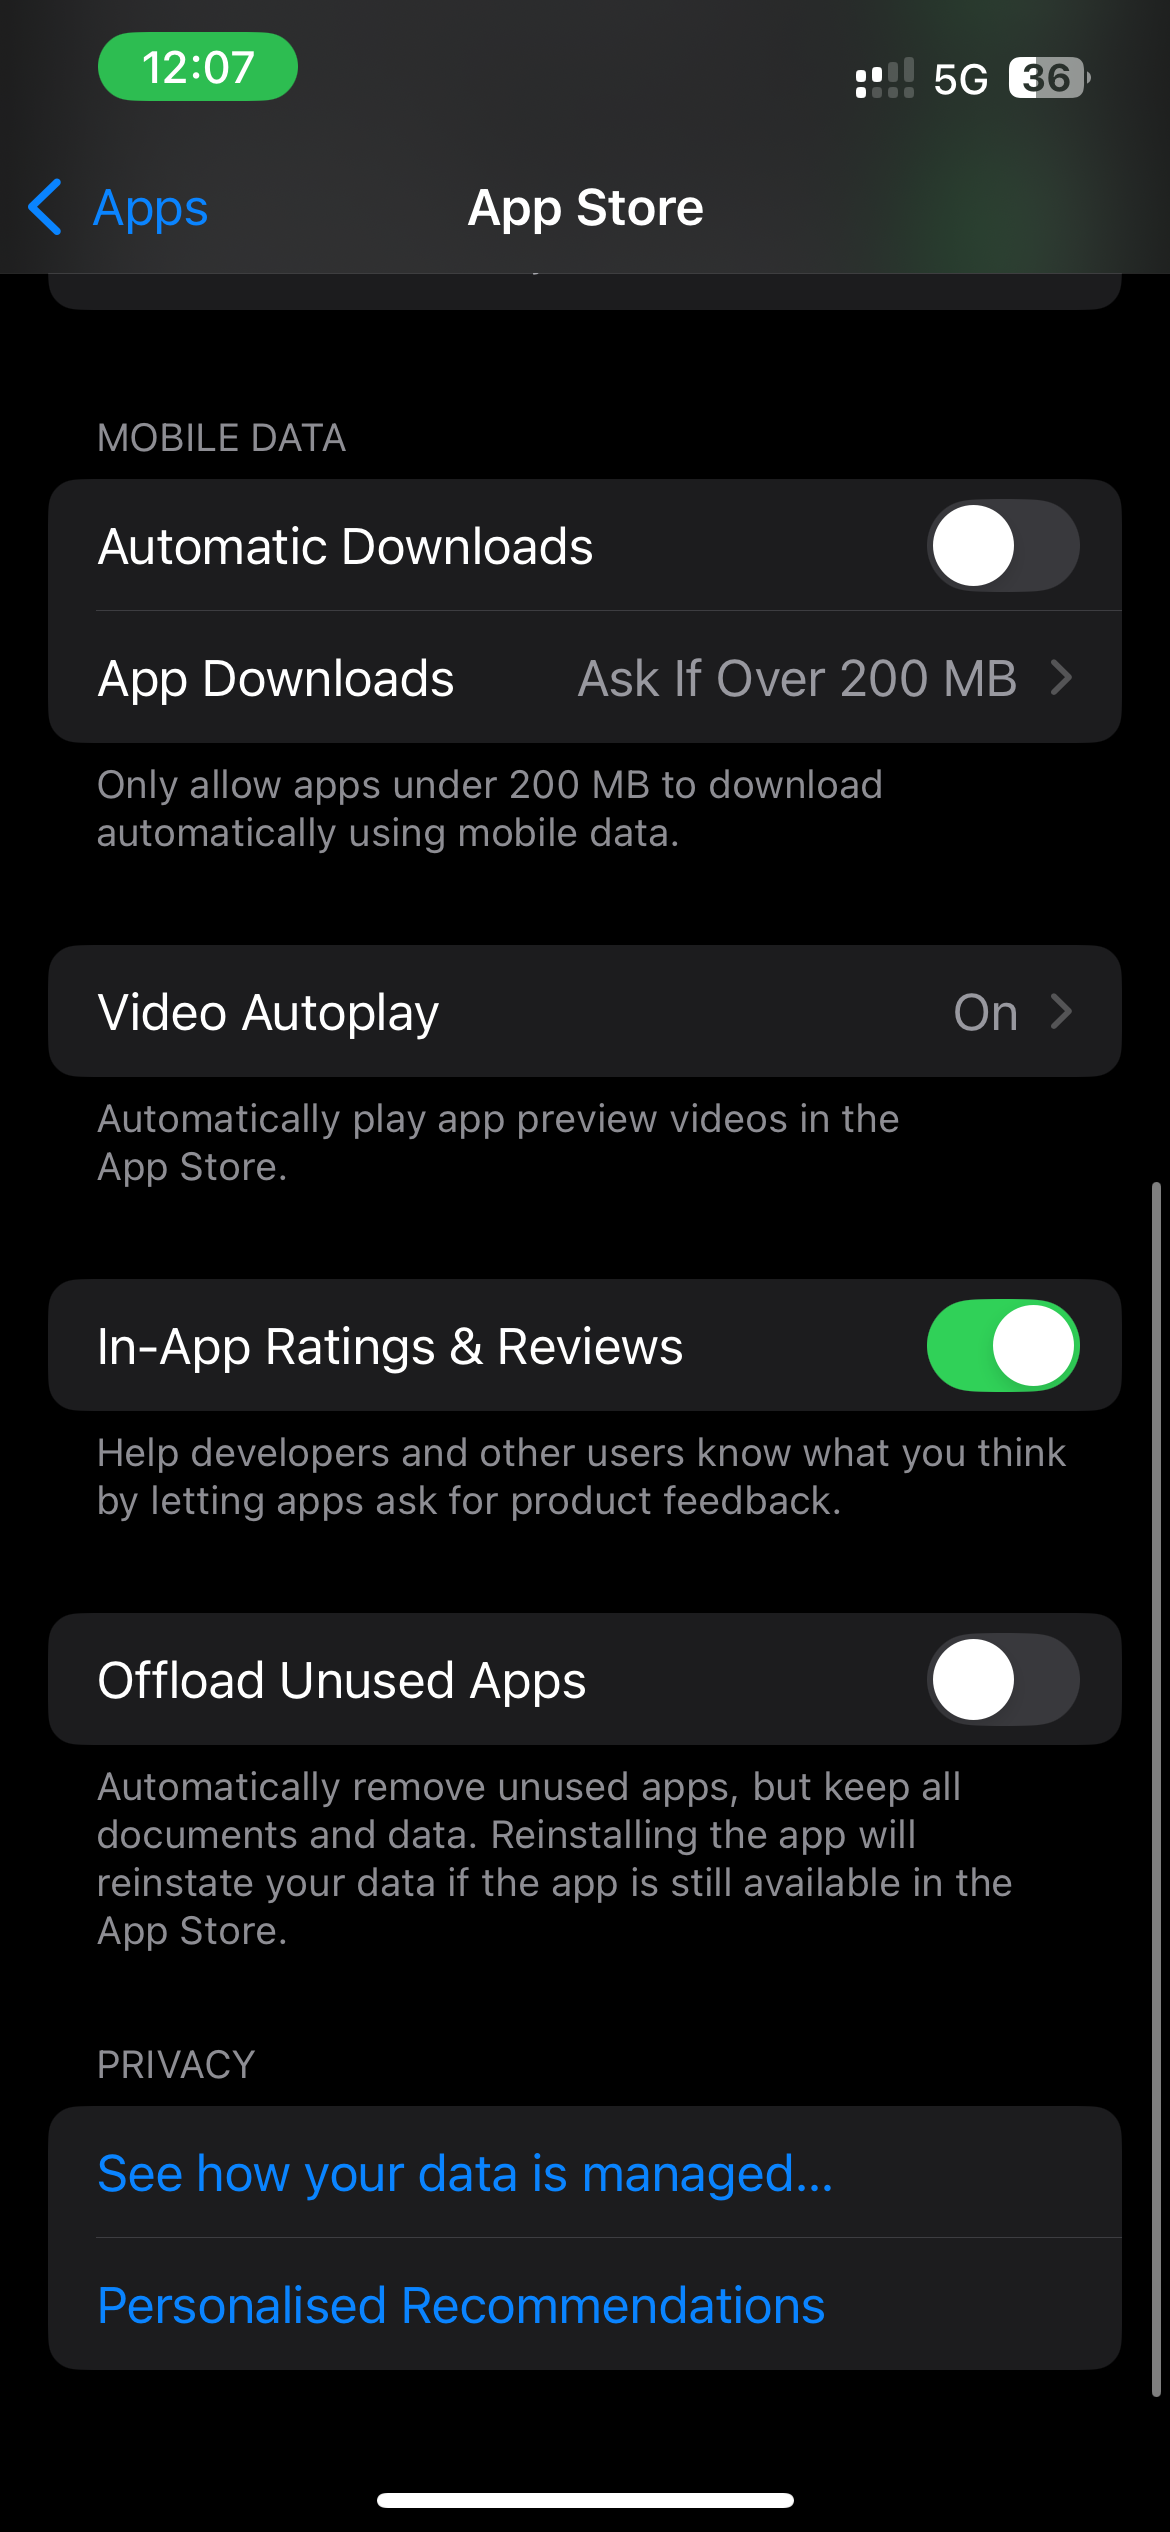 12:07
5G
36
Apps
App Store
MOBILE DATA
Automatic Downloads
App Downloads Ask If Over 200 MB
Only allow apps under 200 MB to download
automatically using mobile data.
Video Autoplay On
Automatically play app preview videos in the
App Store.
In-App Ratings & Reviews
Help developers and other users know what you think
by letting apps ask for product feedback.
Offload Unused Apps
Automatically remove unused apps, but keep all
documents and data. Reinstalling the app will
reinstate your data if the app is still available in the
App Store.
PRIVACY
See how your data is managed...
Personalised Recommendations